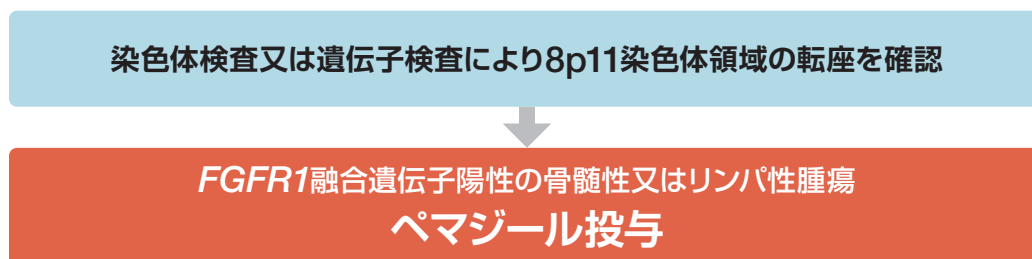 染色体検査又は遺伝子検査により8p11染色体領域の転座を確認
FGFR1融合遺伝子陽性の骨髄性又はリンパ性腫瘍
ペマジール投与